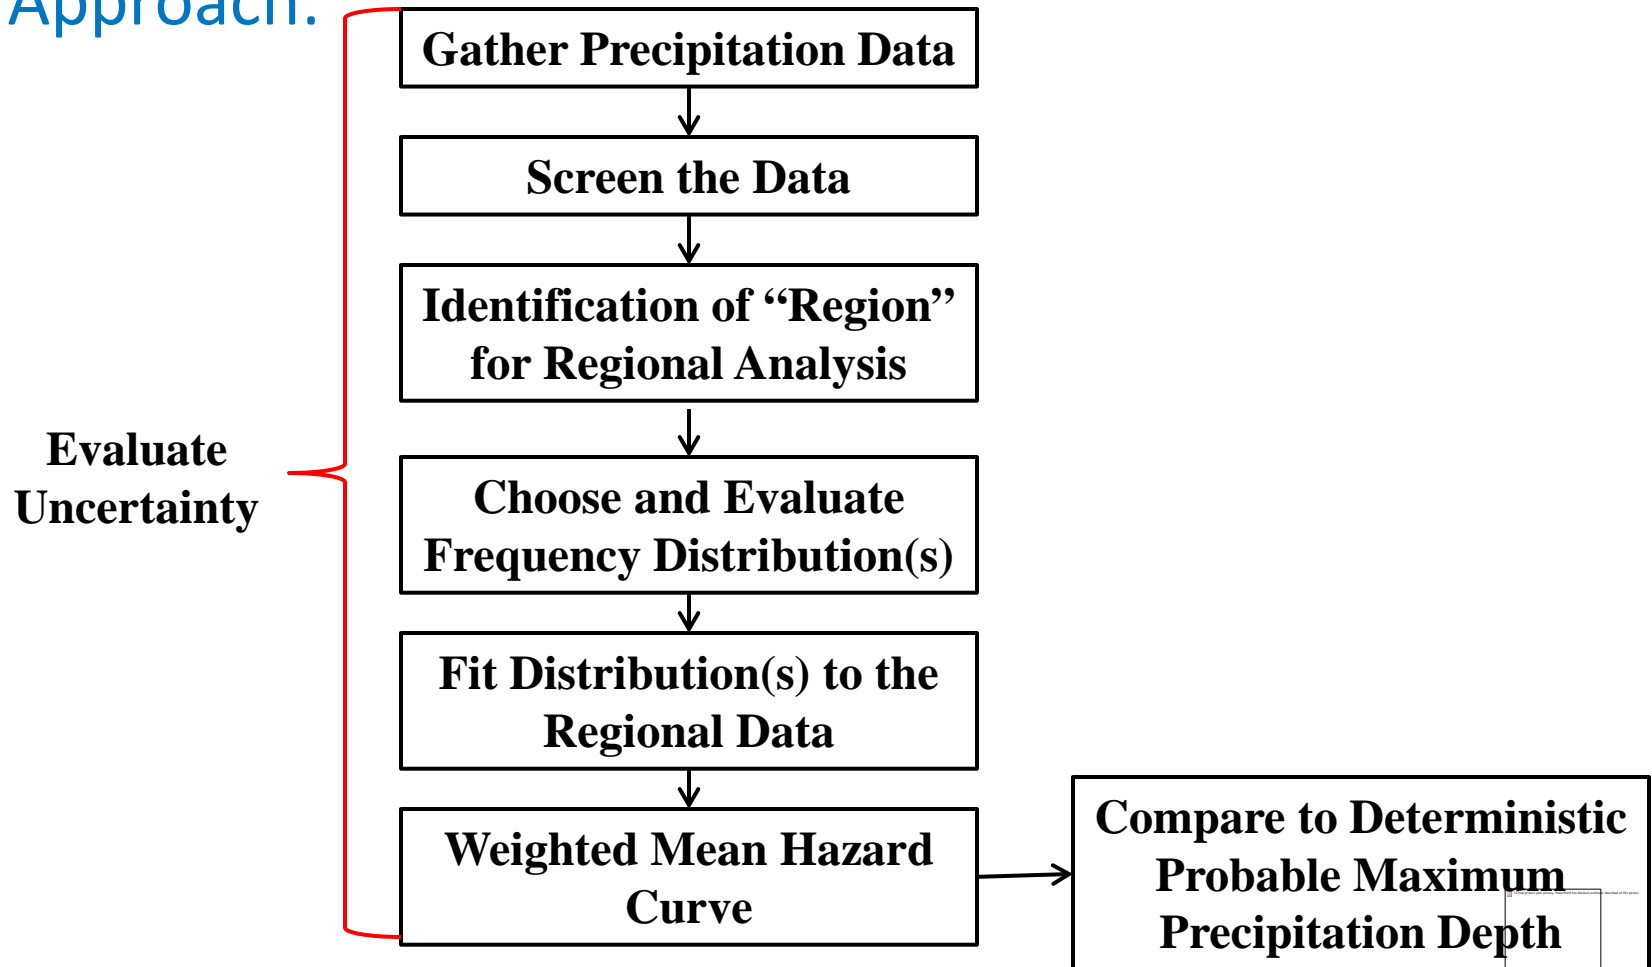 Approach:
Gather Precipitation Data
Screen the Data
Identification of “Region”
for Regional Analysis
Evaluate
Uncertainty
Choose and Evaluate
Frequency Distribution(s)
Fit Distribution(s) to the
Regional Data
Weighted Mean Hazard
Curve
Compare to Deterministic
Probable Maximum
Precipitation Depth